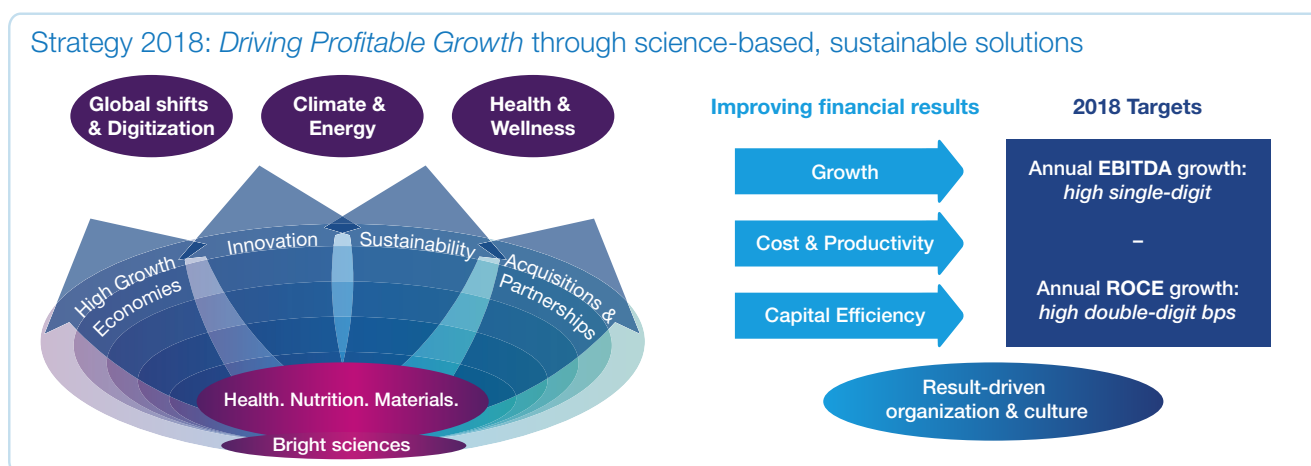 Strategy 2018: Driving Profitable Growth through science-based, sustainable solutions
Global shifts
& Digitization
Climate &
Energy
Health &
Wellness
High Growth
Economies
Innovation
Sustainability
Acquisitions &
Partnerships
Health. Nutrition. Materials.
Bright sciences
Improving financial results
Growth
Cost & Productivity
Capital Efficiency
2018 Targets
Annual EBITDA growth:
high single-digit
–
Annual ROCE growth:
high double-digit bps
Result-driven
organization & culture